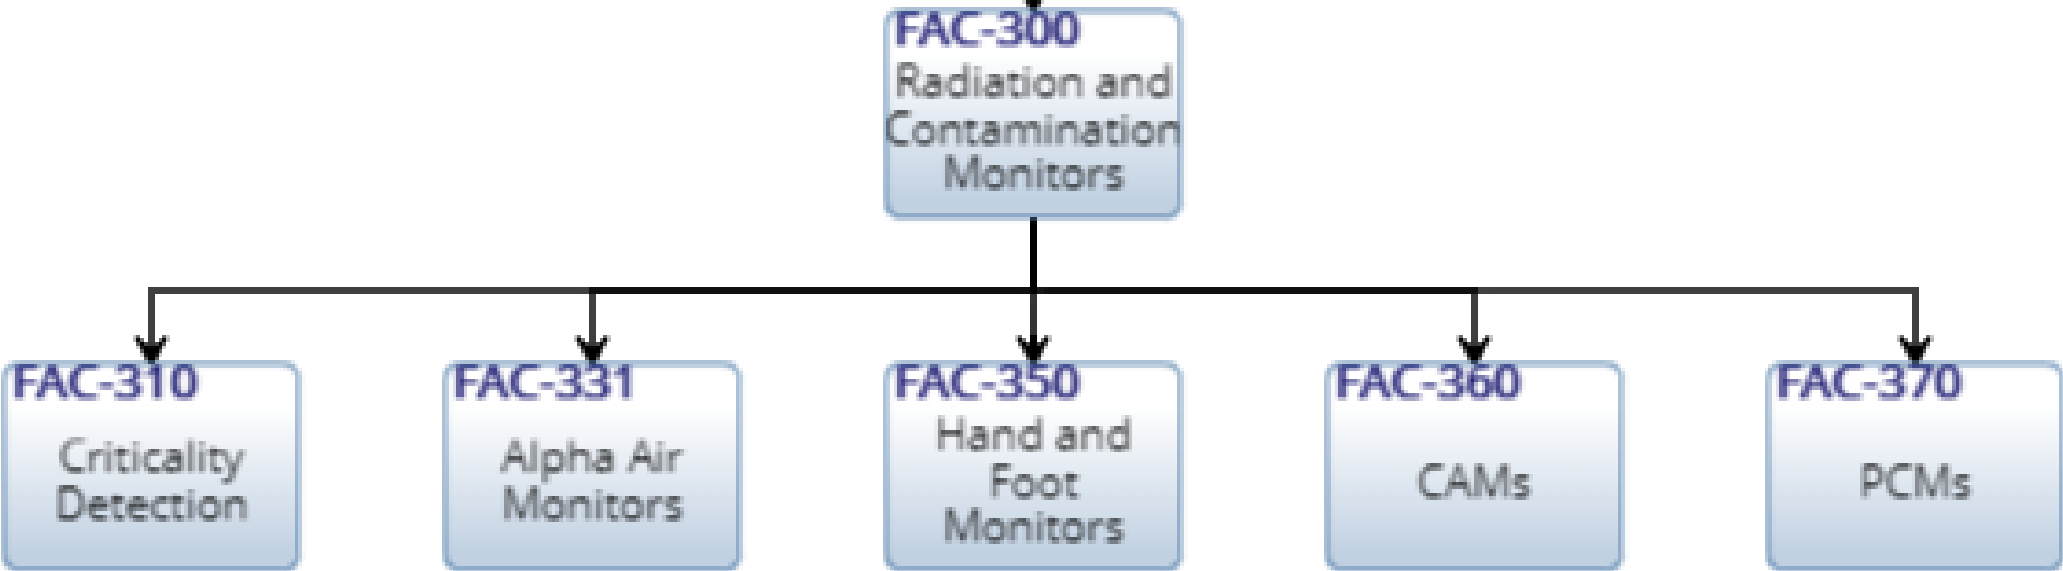 FAC-300
Radiation and
Contamination
Monitors
FAC-310
Criticality
Detection
FAC-331
Alpha Air
Monitors
FAC-350
Hand and
Foot
Monitors
FAC-360
CAMs
FAC-370
PCMs